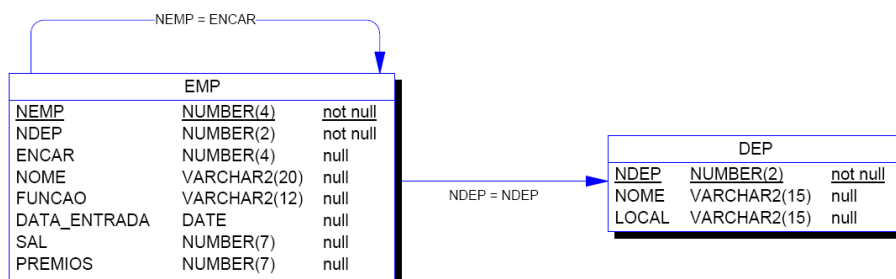 NEMP = ENCAR
EMP
NEMP NUMBER(4) not null
NDEP NUMBER(2) not null
ENCAR NUMBER(4) null
NOME VARCHAR2(20) null
FUNCAO VARCHAR2(12) null
DATA_ENTRADA DATE null
SAL NUMBER(7) null
PREMIOS NUMBER(7) null
NDEP = NDEP
DEP
NDEP NUMBER(2) not null
NOME VARCHAR2(15) null
LOCAL VARCHAR2(15) null